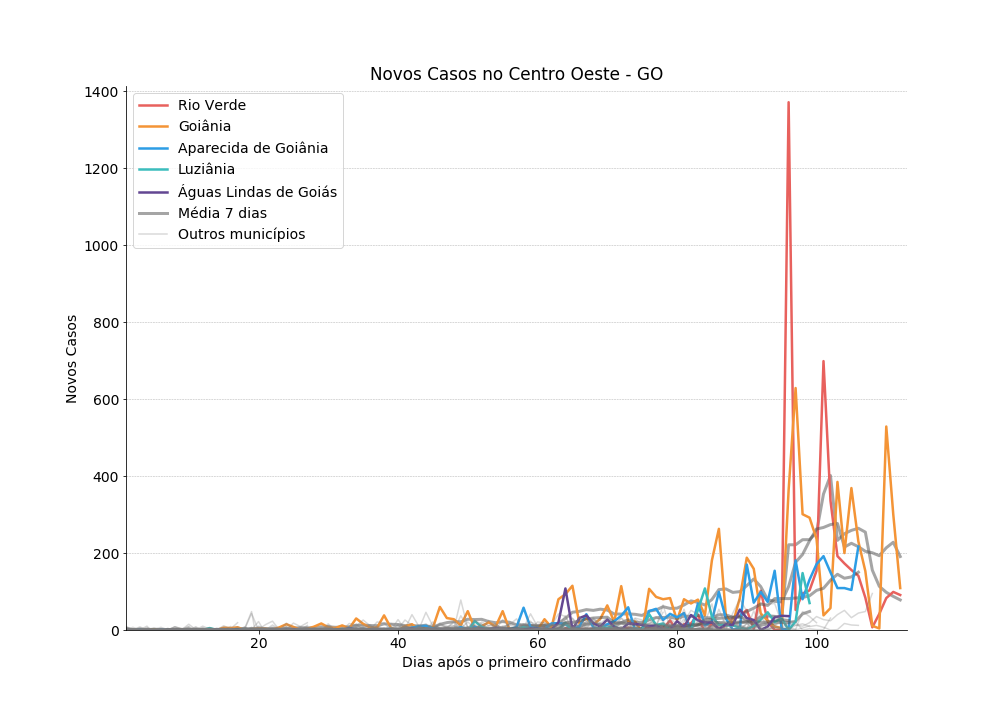 Novos Casos no Centro Oeste - GO
1400
1200
1000
800
600
400
200
0
Novos Casos
Rio Verde
Goiânia
Aparecida de Goiânia
Luziânia
Águas Lindas de Goiás
Média 7 dias
Outros municípios
20 40 60 80 100
Dias após o primeiro confirmado